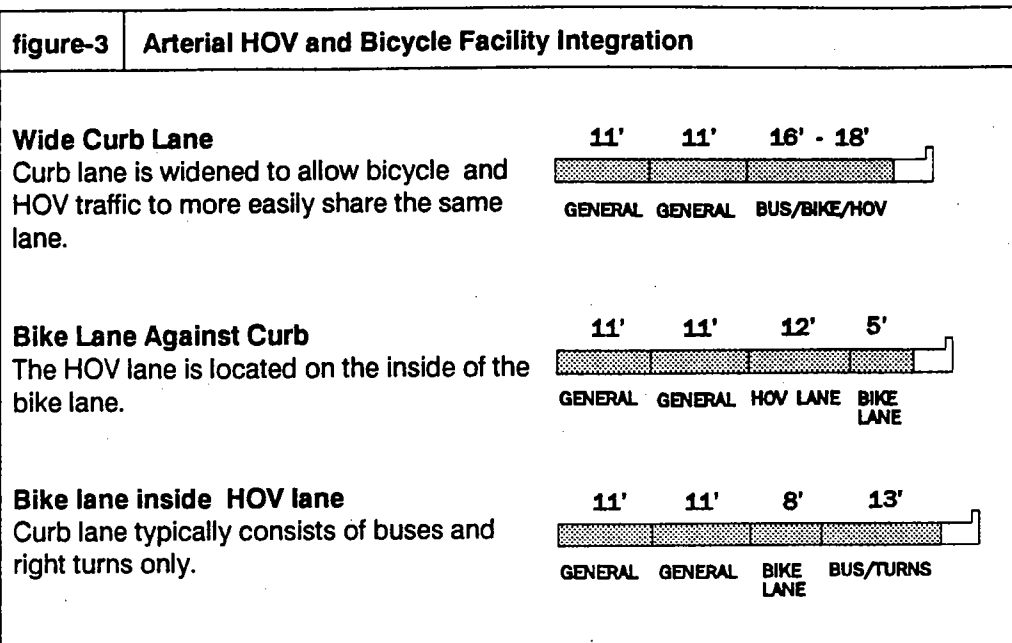 figure-3 Arterial HOV and Bicycle Facility Integration
Wide Curb Lane
Curb lane is widened to allow bicycle and
HOV traffic to more easily share the same
lane.
11' 11' 16' - 18'
GENERAL GENERAL BUS/BIKE/HOV
Bike Lane Against Curb
The HOV lane is located on the inside of the
bike lane.
11' 11' 12' 5'
GENERAL GENERAL HOV LANE BIKE
LANE
Bike lane inside HOV lane
Curb lane typically consists of buses and
right turns only.
11' 11' 8' 13'
GENERAL GENERAL BIKE BUS/TURNS
LANE